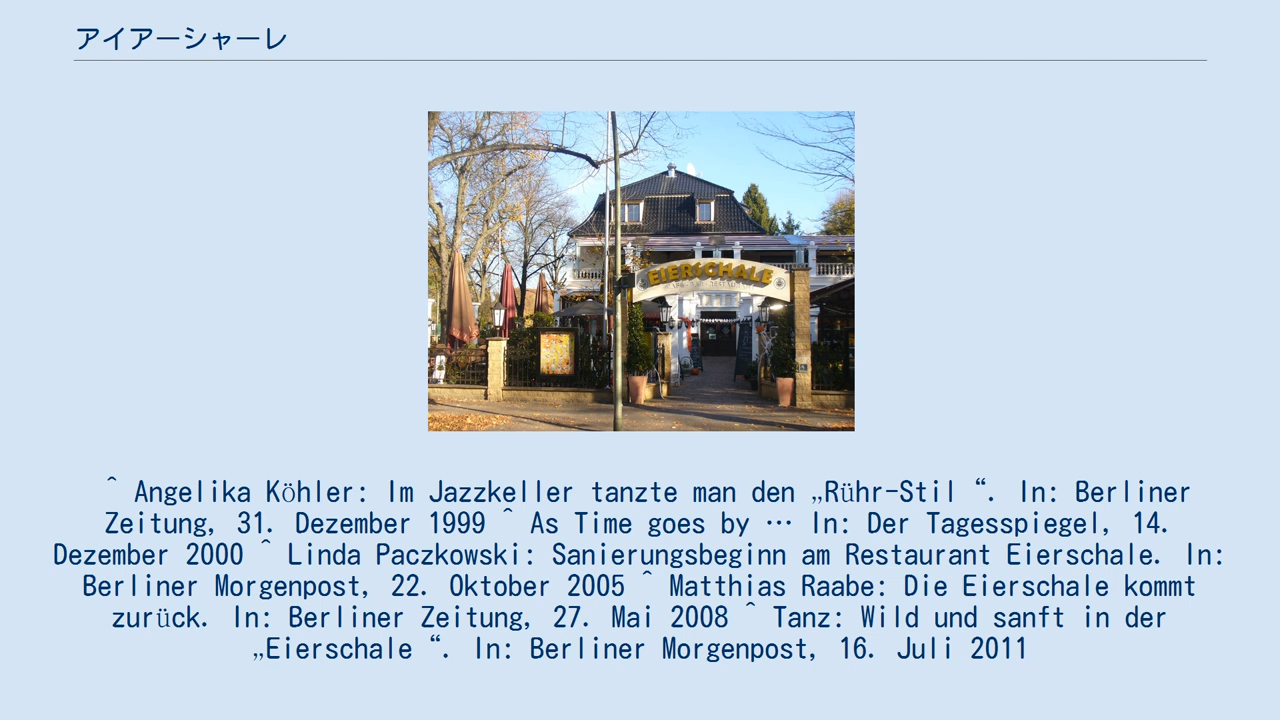 アイアーシャーレ
EIERSCHALE
^ Angelika Köhler: Im Jazzkeller tanzte man den „Rühr-Stil “. In: Berliner
Zeitung, 31. Dezember 1999 ^ As Time goes by … In: Der Tagesspiegel, 14.
Dezember 2000 ^ Linda Paczkowski: Sanierungsbeginn am Restaurant Eierschale. In:
Berliner Morgenpost, 22. Oktober 2005 ^ Matthias Raabe: Die Eierschale kommt
zurück. In: Berliner Zeitung, 27. Mai 2008 ^ Tanz: Wild und sanft in der
„Eierschale “. In: Berliner Morgenpost, 16. Juli 2011